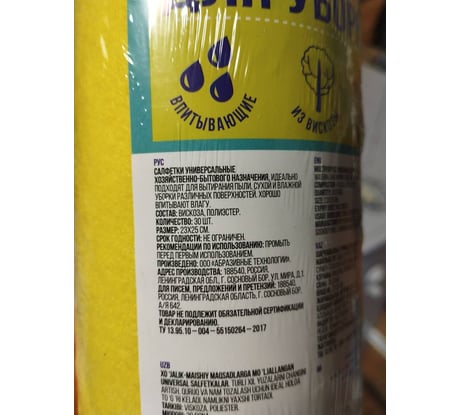 ДЛЯ УБОР
ВПИТЫВАЮЩИЕ
ИЗ ВИСКОЗЫ
РУС
САЛФЕТКИ УНИВЕРСАЛЬНЫЕ
ХОЗЯЙСТВЕННО-БЫТОВОГО НАЗНАЧЕНИЯ, ИДЕАЛЬНО
ПОДХОДЯТ ДЛЯ ВЫТИРАНИЯ ПЫЛИ, СУХОЙ И ВЛАЖНОЙ
УБОРКИ РАЗЛИЧНЫХ ПОВЕРХНОСТЕЙ. ХОРОШО
ВПИТЫВАЮТ ВЛАГУ.
СОСТАВ: ВИСКОЗА, ПОЛИЭСТЕР.
КОЛИЧЕСТВО: 30 ШТ.
РАЗМЕР: 23Х25 СМ.
СРОК ГОДНОСТИ: НЕ ОГРАНИЧЕН.
РЕКОМЕНДАЦИИ ПО ИСПОЛЬЗОВАНИЮ: ПРОМЫТЬ
ПЕРЕД ПЕРВЫМ ИСПОЛЬЗОВАНИЕМ.
ПРОИЗВЕДЕНО: ООО «АБРАЗИВНЫЕ ТЕХНОЛОГИИ».
АДРЕС ПРОИЗВОДСТВА: 188540, РОССИЯ,
ЛЕНИНГРАДСКАЯ ОБЛ., Г. СОСНОВЫЙ БОР, УЛ. МИРА, Д.1.
ДЛЯ ПИСЕМ, ПРЕДЛОЖЕНИЙ И ПРЕТЕНЗИЙ: 188540,
РОССИЯ, ЛЕНИНГРАДСКАЯ ОБЛАСТЬ, Г. СОСНОВЫЙ БОР,
А/Я 642.
ТОВАР НЕ ПОДЛЕЖИТ ОБЯЗАТЕЛЬНОЙ СЕРТИФИКАЦИИ
И ДЕКЛАРИРОВАНИЮ.
ТУ 13.95.10 – 004 – 55150264 – 2017
UZB
XO 'JALIK-MAISHIY MAQSADLARGA MO 'LJALLANGAN
UNIVERSAL SALFETKALAR, TURLI XIL YUZALARNI CHANGINI
ARTISH, QURUQ VA NAM TOZALASH UCHUN IDEAL HOLDA
TO 'G 'RI KELADI. NAMLIKNI YAXSHI TORTADI.
TARKIBI: VISKOZA, POLIESTER